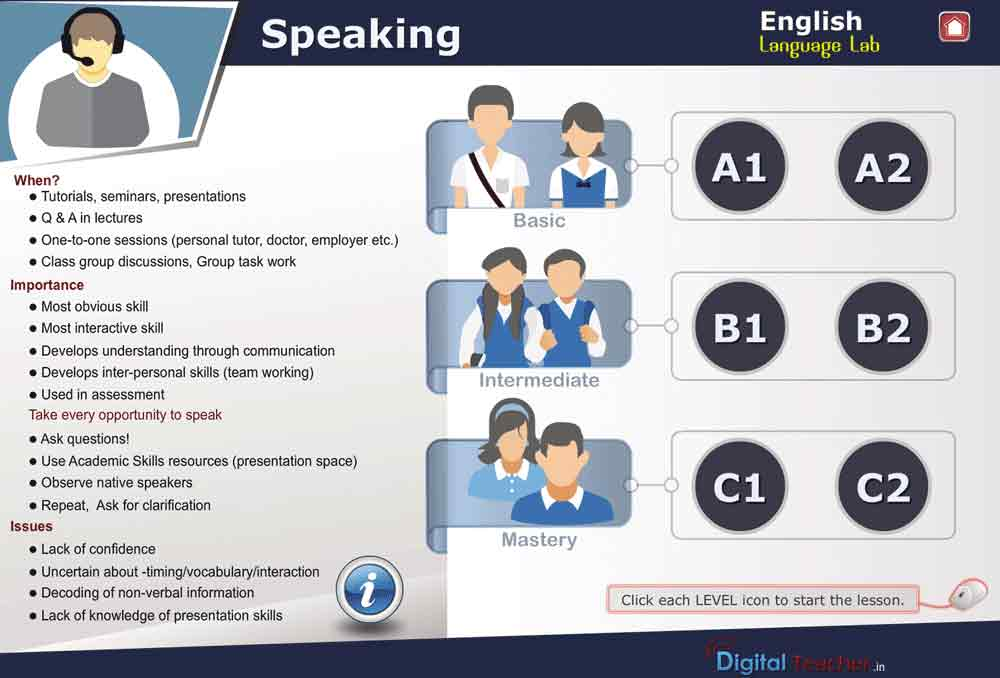 Speaking
English
Language Lab
When?
● Tutorials, seminars, presentations
● Q & A in lectures
● One-to-one sessions (personal tutor, doctor, employer etc.)
● Class group discussions, Group task work
Importance
● Most obvious skill
● Most interactive skill
● Develops understanding through communication
● Develops inter-personal skills (team working)
● Used in assessment
Take every opportunity to speak
● Ask questions!
● Use Academic Skills resources (presentation space)
● Observe native speakers
● Repeat, Ask for clarification
Issues
● Lack of confidence
● Uncertain about -timing/vocabulary/interaction
● Decoding of non-verbal information
● Lack of knowledge of presentation skills
i
Basic
A1 A2
Intermediate
B1 B2
Mastery
C1 C2
Click each LEVEL icon to start the lesson.
Digital Teacher.in